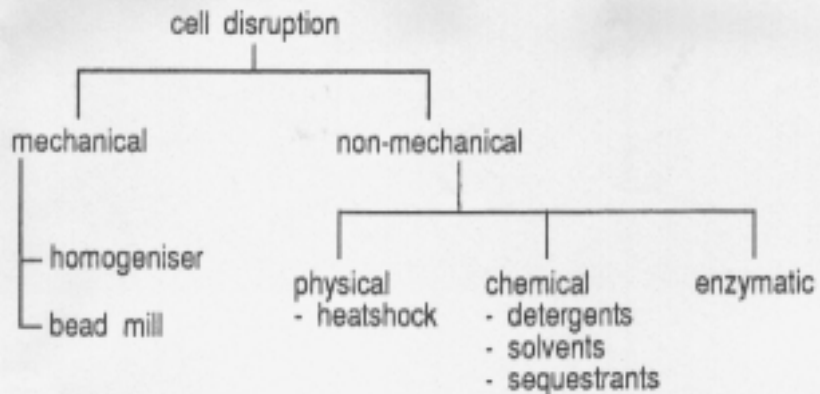 cell disruption
mechanical
non-mechanical
homogeniser
bead mill
physical
- heatshock
chemical
- detergents
- solvents
- sequestrants
enzymatic